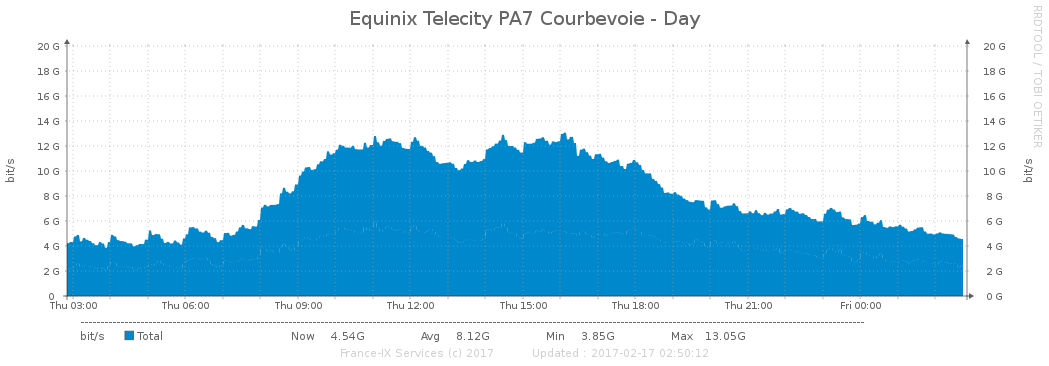 Equinix Telecity PA7 Courbevoie - Day
RRDTOOL / TOBI OETIKER
bit/s
bit/s
20 G 20 G
18 G 18 G
16 G 16 G
14 G 14 G
12 G 12 G
10 G 10 G
8 G 8 G
6 G 6 G
4 G 4 G
2 G 2 G
0 0 G
Thu 03:00 Thu 06:00 Thu 09:00 Thu 12:00 Thu 15:00 Thu 18:00 Thu 21:00 Fri 00:00
bit/s Total Now 4.54G Avg 8.12G Min 3.85G Max 13.05G
France-IX Services (c) 2017 Updated : 2017-02-17 02:50:12